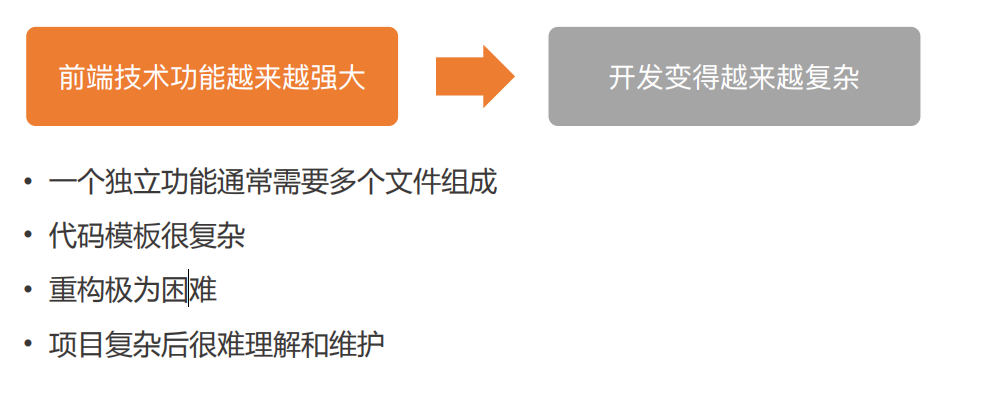 前端技术功能越来越强大
开发变得越来越复杂
• 一个独立功能通常需要多个文件组成
• 代码模板很复杂
• 重构极为困难
• 项目复杂后很难理解和维护